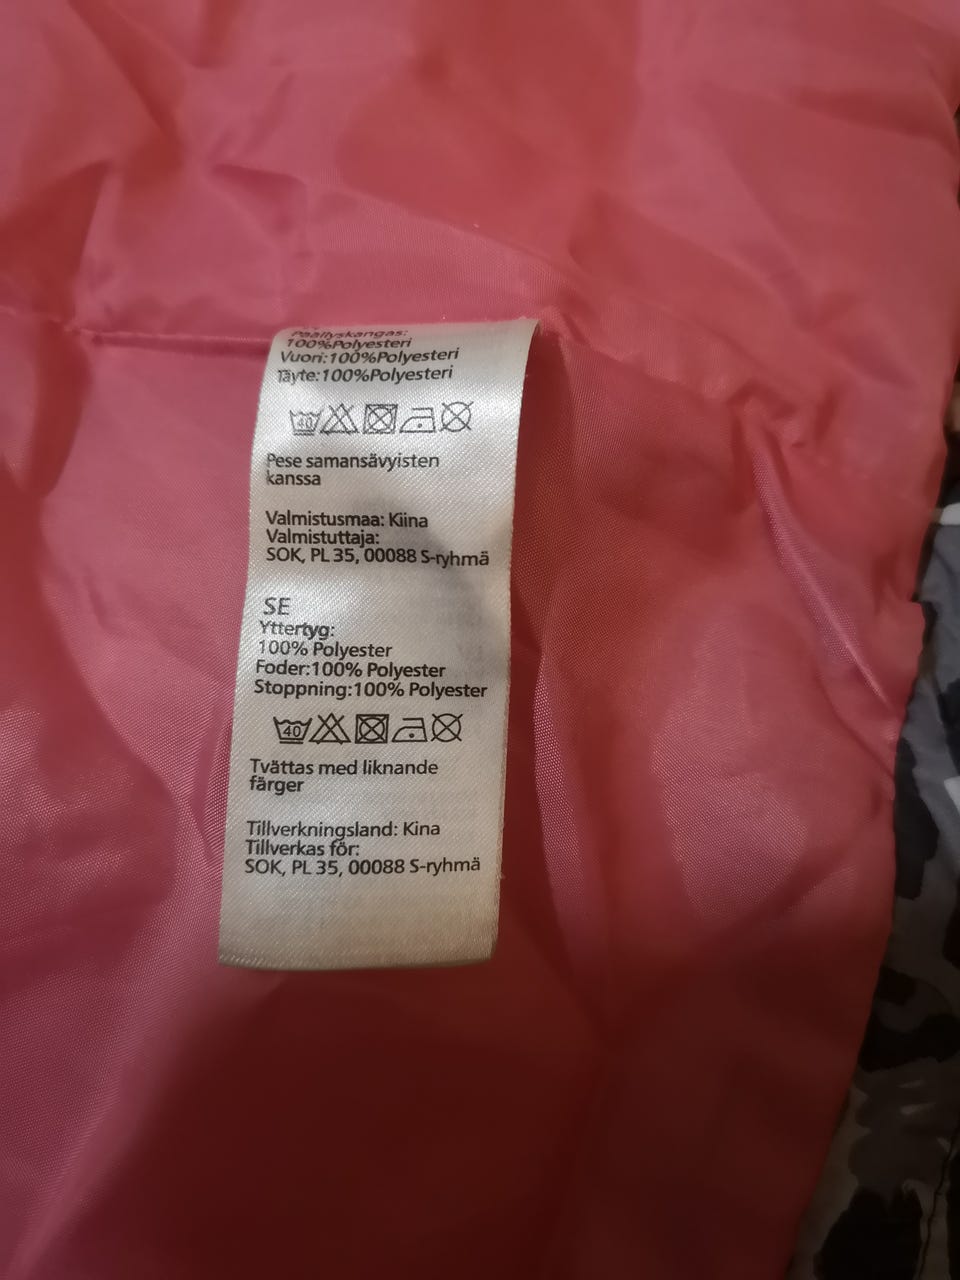 Päällyskangas:
100%Polyesteri
Vuori:100%Polyesteri
Täyte:100%Polyesteri
40
Pese samansävyisten
kanssa
Valmistusmaa: Kiina
Valmistuttaja:
SOK, PL 35, 00088 S-ryhmä
SE
Yttertyg:
100% Polyester
Foder:100% Polyester
Stoppning:100% Polyester
40
Tvättas med liknande
färger
Tillverkningsland: Kina
Tillverkas för:
SOK, PL 35, 00088 S-ryhmä